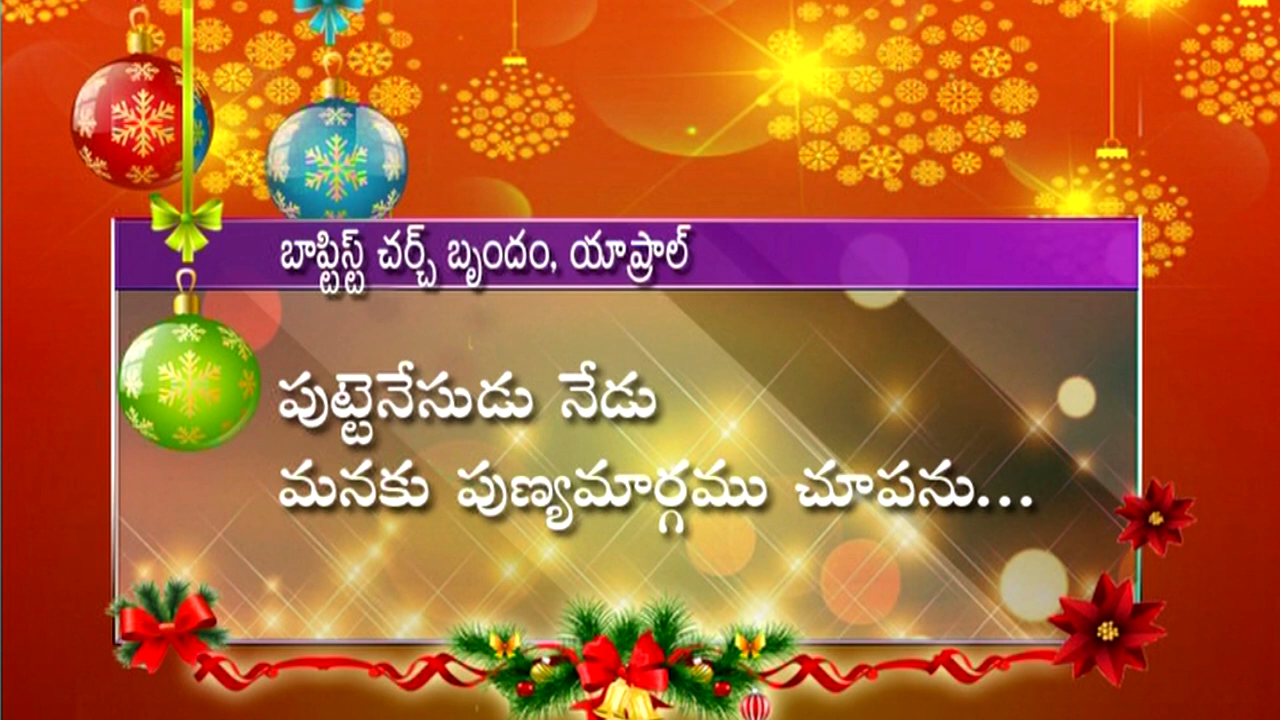 బాప్టిస్ట్ చర్చ్ బృందం, యాప్రాల్
పుట్టెనేసుడు నేడు
మనకు పుణ్యమార్గము చూపను...